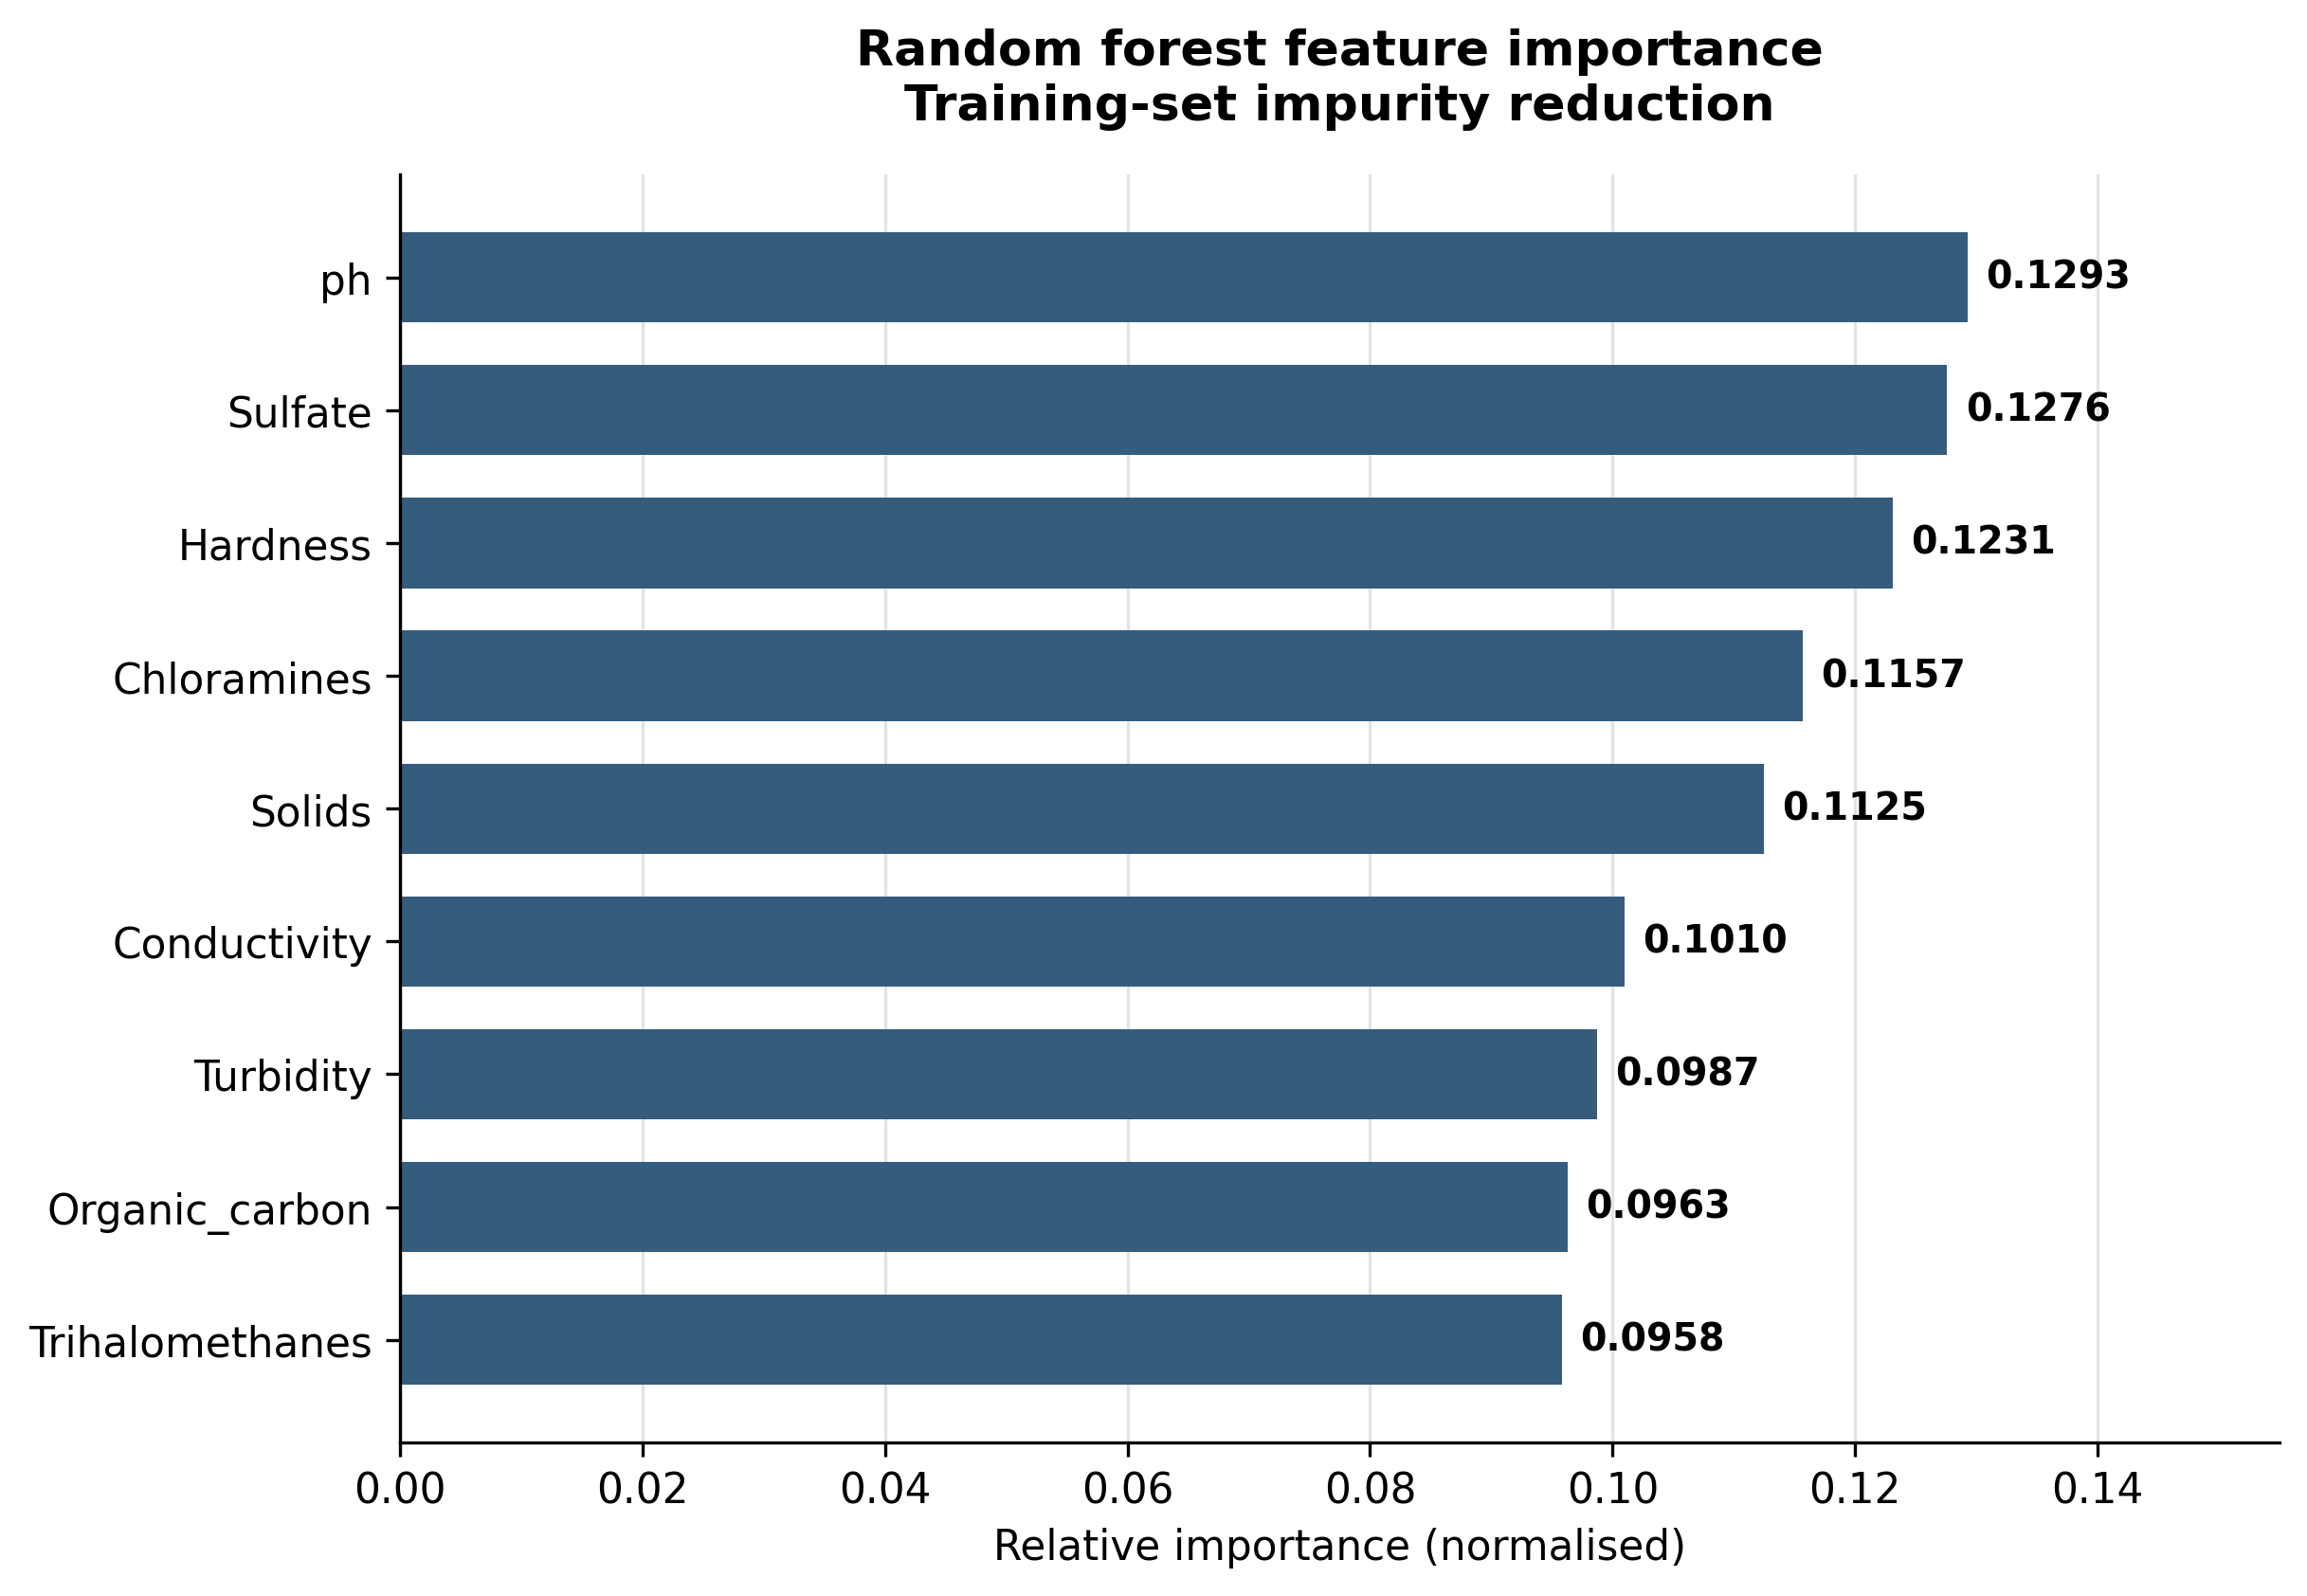 Random forest feature importance
Training-set impurity reduction
ph 0.1293
Sulfate 0.1276
Hardness 0.1231
Chloramines 0.1157
Solids 0.1125
Conductivity 0.1010
Turbidity 0.0987
Organic_carbon 0.0963
Trihalomethanes 0.0958
0.00 0.02 0.04 0.06 0.08 0.10 0.12 0.14
Relative importance (normalised)